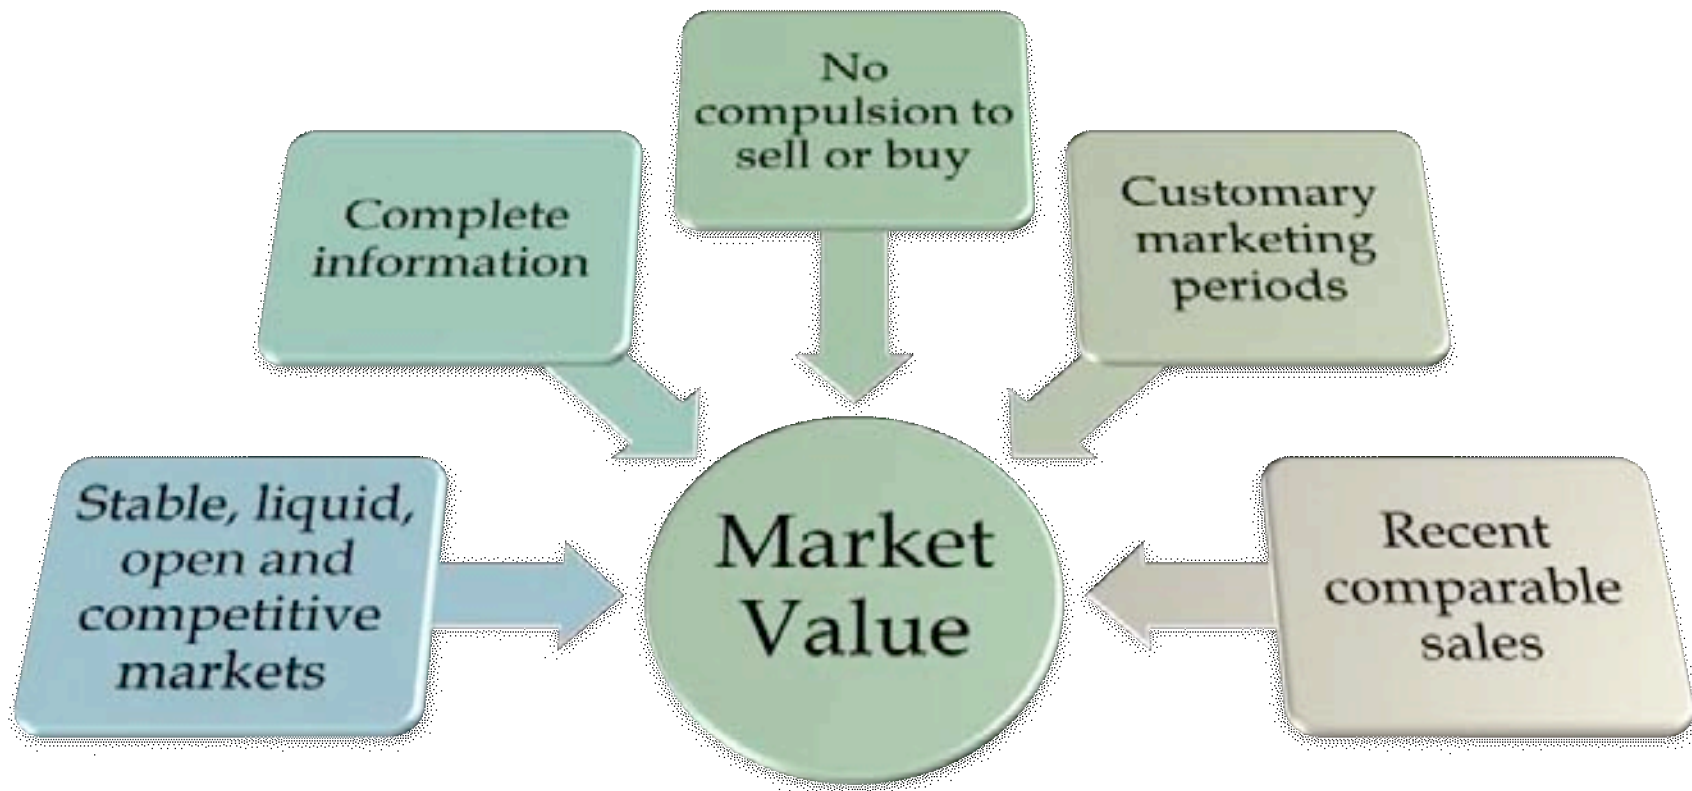 No
compulsion to
sell or buy
Complete
information
Customary
marketing
periods
Stable, liquid,
open and
competitive
markets
Market
Value
Recent
comparable
sales